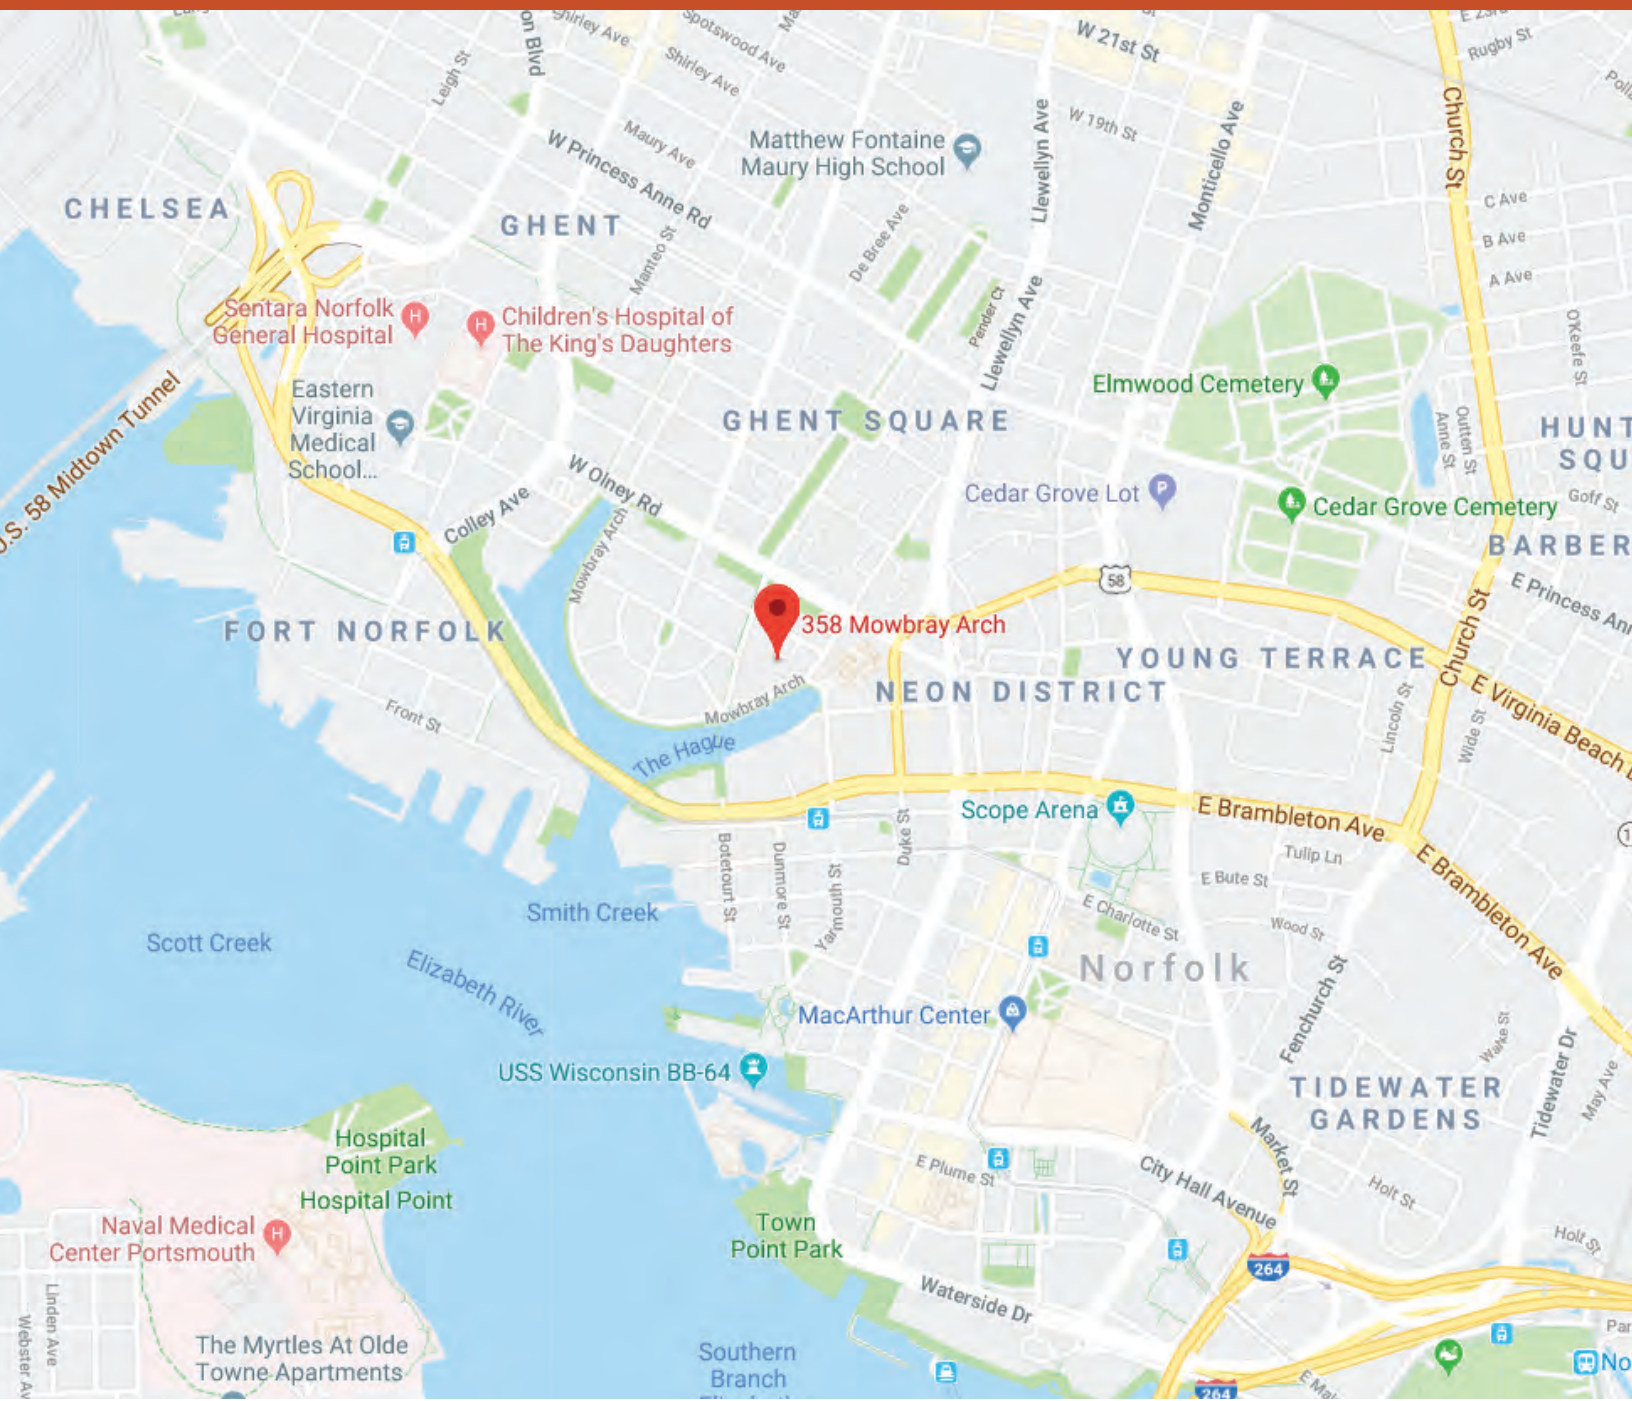 W 21st St
Rugby St
Spotswood Ave
Shirley Ave
Shirley Ave
Leigh St
Church St
W 19th St
Llewellyn Ave
Monticello Ave
Maury Ave
Matthew Fontaine
Maury High School
W Princess Anne Rd
CHELSEA
GHENT
C Ave
B Ave
A Ave
De Bree Ave
Manteo St
Pender Ct
Llewellyn Ave
O'Keefe St
Sentara Norfolk
General Hospital
H
H
Children's Hospital of
The King's Daughters
Elmwood Cemetery
Eastern
Virginia
Medical
School...
U.S. 58 Midtown Tunnel
GHENT SQUARE
Anne St
Outten St
HUNT
SQU
W Olney Rd
Cedar Grove Lot
P
Cedar Grove Cemetery
Goff St
Colley Ave
Mowbray Arch
BARBER
58
E Princess Ann
358 Mowbray Arch
FORT NORFOLK
Church St
YOUNG TERRACE
NEON DISTRICT
Mowbray Arch
The Hague
Front St
Lincoln St
Wide St
E Virginia Beach
Scope Arena
E Brambleton Ave
Tulip Ln
E Bute St
E Brambleton Ave
Botetourt St
Dunmore St
Yarmouth St
Duke St
E Charlotte St
Wood St
Smith Creek
Scott Creek
Elizabeth River
Norfolk
Fenchurch St
MacArthur Center
Wake St
Tidewater Dr
May Ave
USS Wisconsin BB-64
TIDEWATER
GARDENS
Hospital
Point Park
Hospital Point
Market St
E Plume St
City Hall Avenue
Holt St
Holt St
Naval Medical
Center Portsmouth
H
Town
Point Park
264
Waterside Dr
Linden Ave
Webster Av
The Myrtles At Olde
Towne Apartments
Southern
Branch
264
Par
No